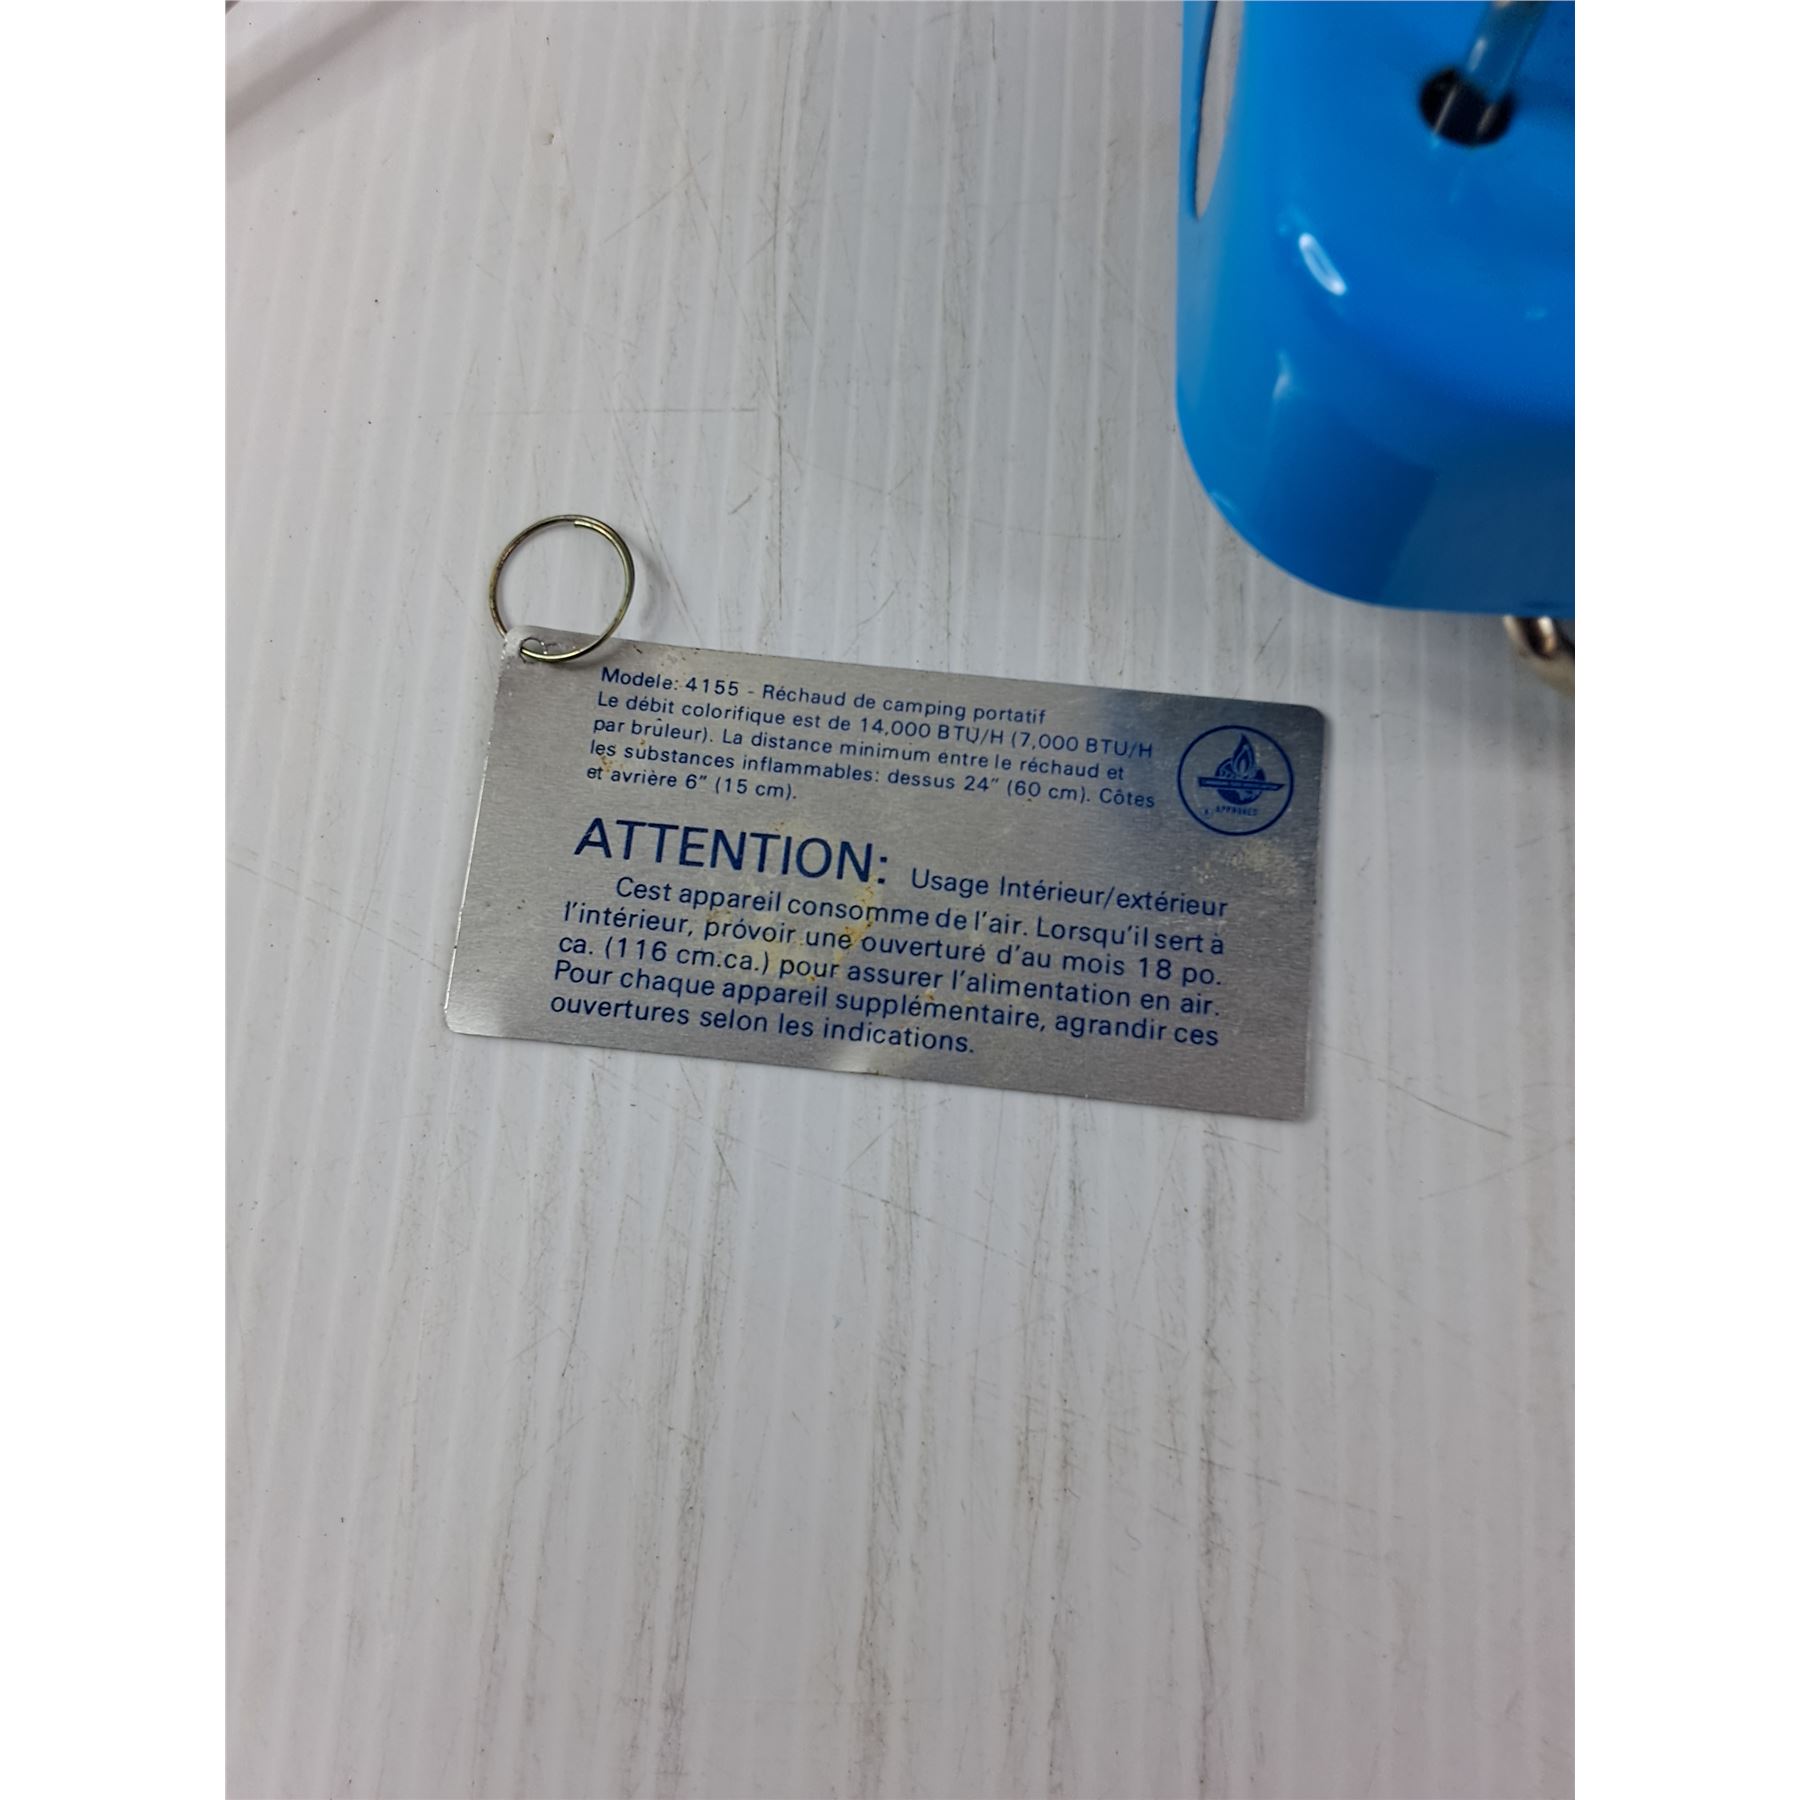 Modele: 4155 - Réchaud de camping portatif
Le débit colorifique est de 14,000 BTU/H (7,000 BTU/H
par brûleur). La distance minimum entre le réchaud et
les substances inflammables: dessus 24" (60 cm). Côtes
et avrière 6" (15 cm).
ATTENTION: Usage Intérieur/extérieur
Cest appareil consomme de l'air. Lorsqu'il sert à
l'intérieur, próvoir une ouverturé d'au mois 18 po.
ca. (116 cm.ca.) pour assurer l'alimentation en air.
Pour chaque appareil supplémentaire, agrandir ces
ouvertures selon les indications.
APPROVED